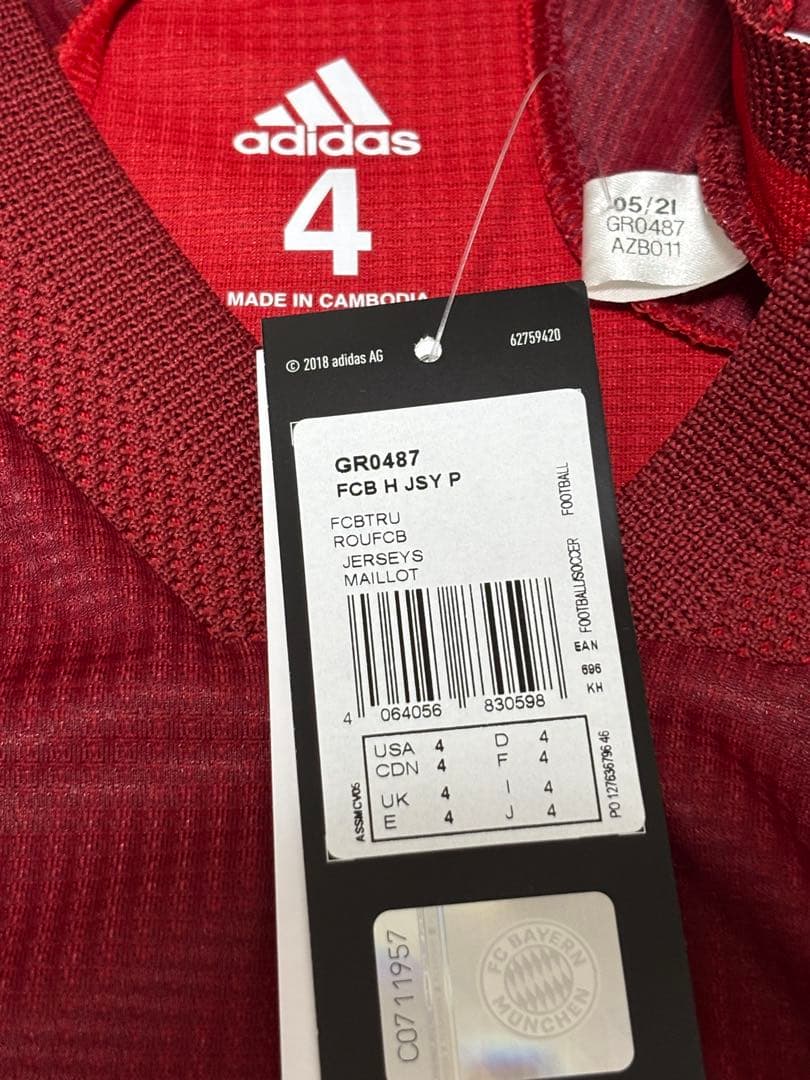 adidas
4
MADE IN CAMBODIA
05/21
GR0487
AZB011
© 2018 adidas AG
62759420
GR0487
FCB H JSY P
FCBTRU
ROUFCB
JERSEYS
MAILLOT
FOOTBALL/SOCCER FOOTBALL
EAN
696
KH
4 064056 830598
USA 4 D 4
CDN 4 F 4
UK 4 I 4
E 4 J 4
ASSMCV05
PO 127636796 46
C0711957
FC BAYERN
MÜNCHEN